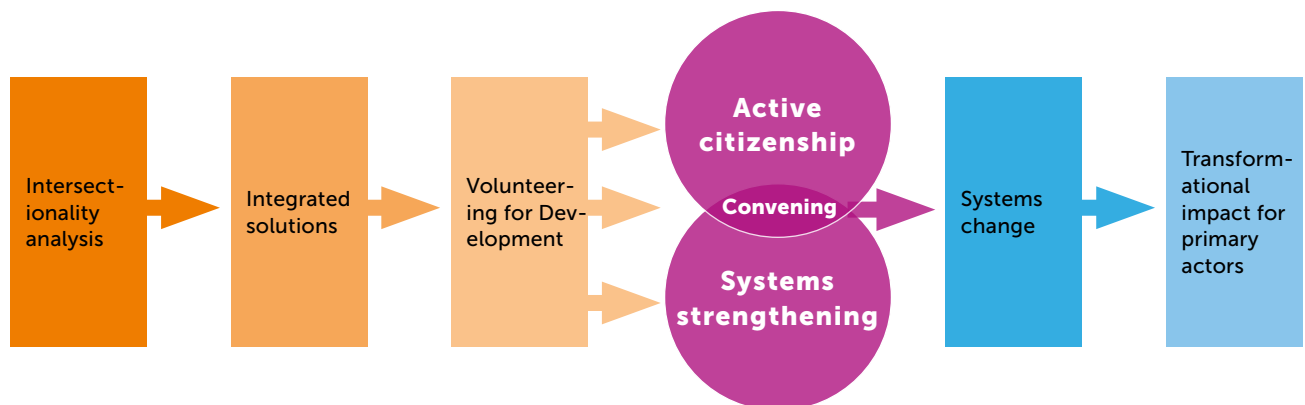 Intersect-
ionality
analysis
Integrated
solutions
Volunteer-
ing for Dev-
elopment
Active
citizenship
Convening
Systems
strengthening
Systems
change
Transform-
ational
impact for
primary
actors